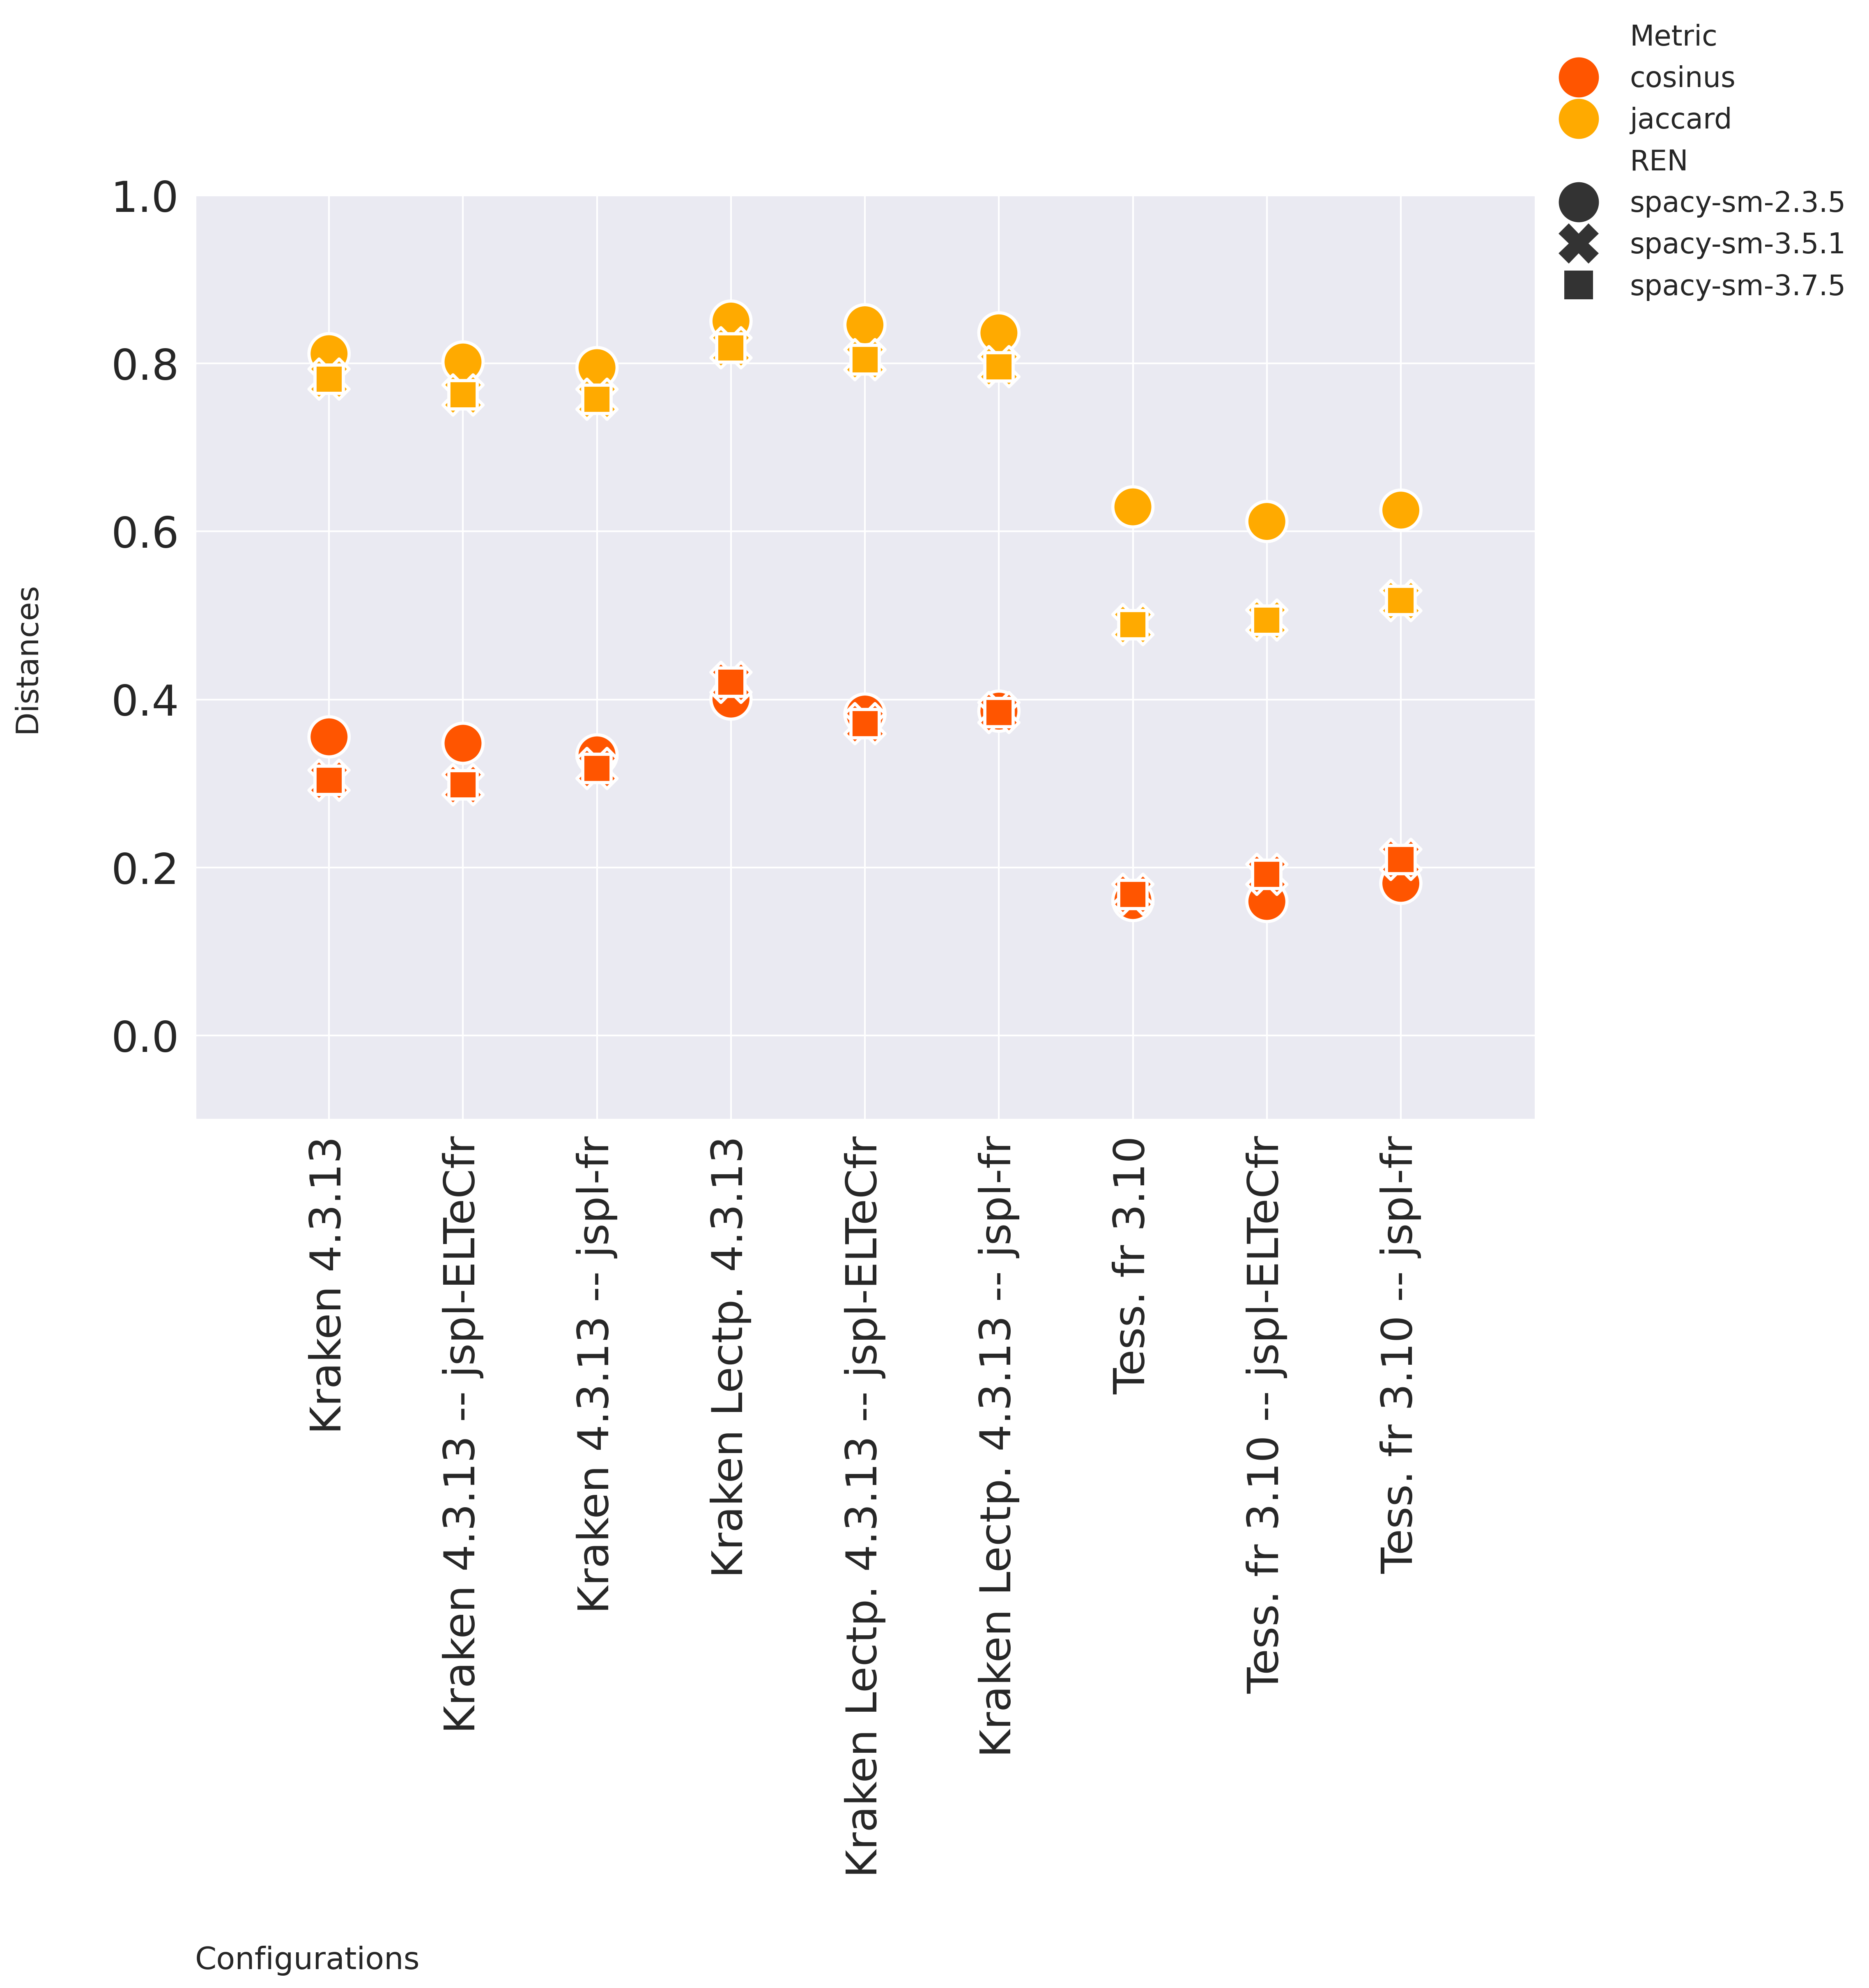 Metric
cosinus
jaccard
REN
spacy-sm-2.3.5
spacy-sm-3.5.1
spacy-sm-3.7.5
1.0
0.8
0.6
0.4
0.2
0.0
Distances
Kraken 4.3.13
Kraken 4.3.13 -- jspl-ELTeCfr
Kraken 4.3.13 -- jspl-fr
Kraken Lectp. 4.3.13
Kraken Lectp. 4.3.13 -- jspl-ELTeCfr
Kraken Lectp. 4.3.13 -- jspl-fr
Tess. fr 3.10
Tess. fr 3.10 -- jspl-ELTeCfr
Tess. fr 3.10 -- jspl-fr
Configurations